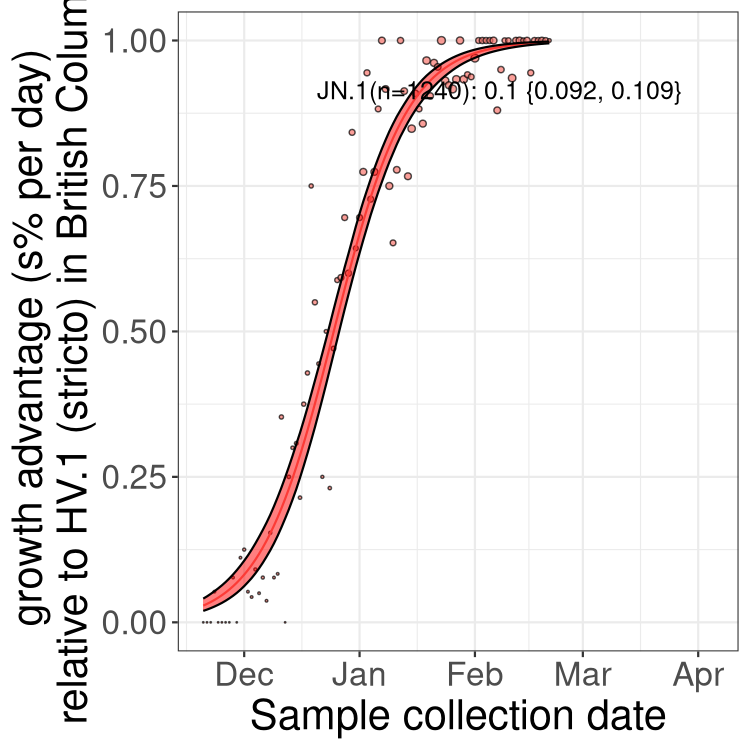 growth advantage (s% per day)
relative to HV.1 (stricto) in British Colum
1.00
0.75
0.50
0.25
0.00
JN.1(n=1240): 0.1 {0.092, 0.109}
Dec Jan Feb Mar Apr
Sample collection date